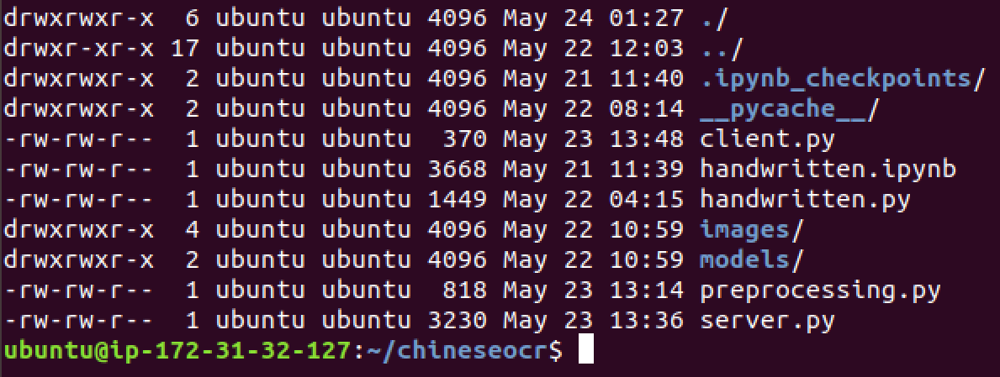 drwxrwxr-x  6 ubuntu ubuntu 4096 May 24 01:27 ./
drwxr-xr-x 17 ubuntu ubuntu 4096 May 22 12:03 ../
drwxrwxr-x  2 ubuntu ubuntu 4096 May 21 11:40 .ipynb_checkpoints/
drwxrwxr-x  2 ubuntu ubuntu 4096 May 22 08:14 __pycache__/
-rw-rw-r--  1 ubuntu ubuntu  370 May 23 13:48 client.py
-rw-rw-r--  1 ubuntu ubuntu 3668 May 21 11:39 handwritten.ipynb
-rw-rw-r--  1 ubuntu ubuntu 1449 May 22 04:15 handwritten.py
drwxrwxr-x  4 ubuntu ubuntu 4096 May 22 10:59 images/
drwxrwxr-x  2 ubuntu ubuntu 4096 May 22 10:59 models/
-rw-rw-r--  1 ubuntu ubuntu  818 May 23 13:14 preprocessing.py
-rw-rw-r--  1 ubuntu ubuntu 3230 May 23 13:36 server.py
ubuntu@ip-172-31-32-127:~/chineseocr$